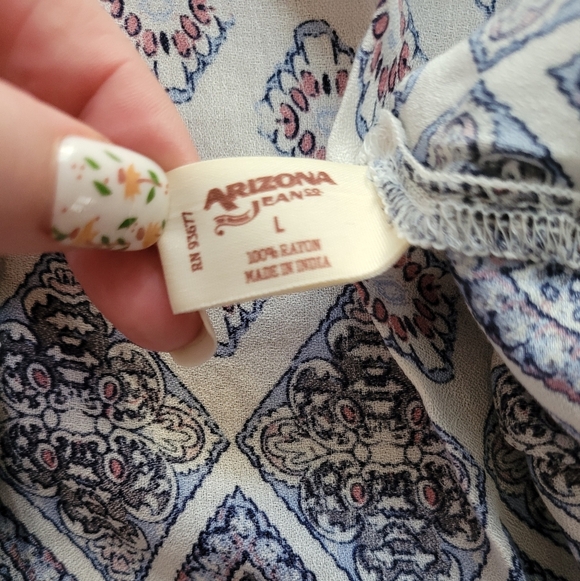 ARIZONA
JEAN CO.
L
100% RAYON
MADE IN INDIA
RN 93677